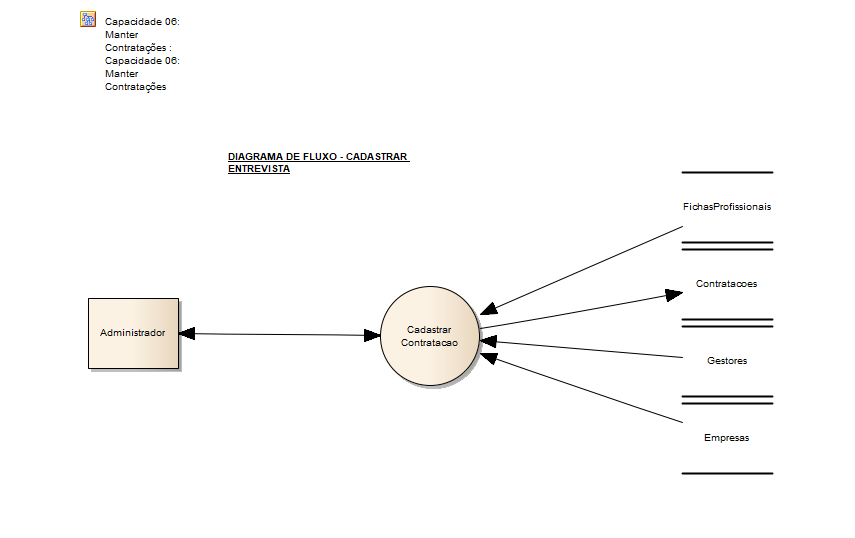 Capacidade 06:
Manter
Contratações :
Capacidade 06:
Manter
Contratações
DIAGRAMA DE FLUXO - CADASTRAR
ENTREVISTA
FichasProfissionais
Contratacoes
Administrador
Cadastrar
Contratacao
Gestores
Empresas